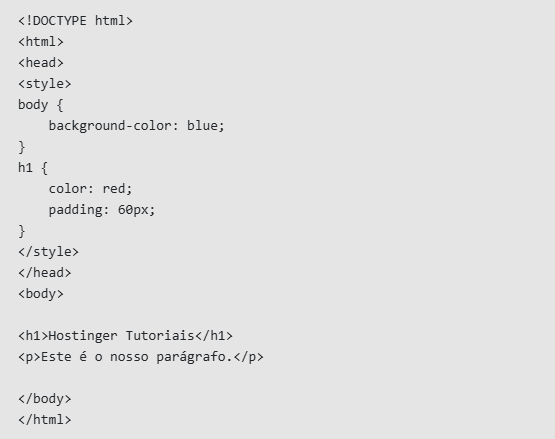 <!DOCTYPE html>
<html>
<head>
<style>
body {
    background-color: blue;
}
h1 {
    color: red;
    padding: 60px;
}
</style>
</head>
<body>

<h1>Hostinger Tutoriais</h1>
<p>Este é o nosso parágrafo.</p>

</body>
</html>